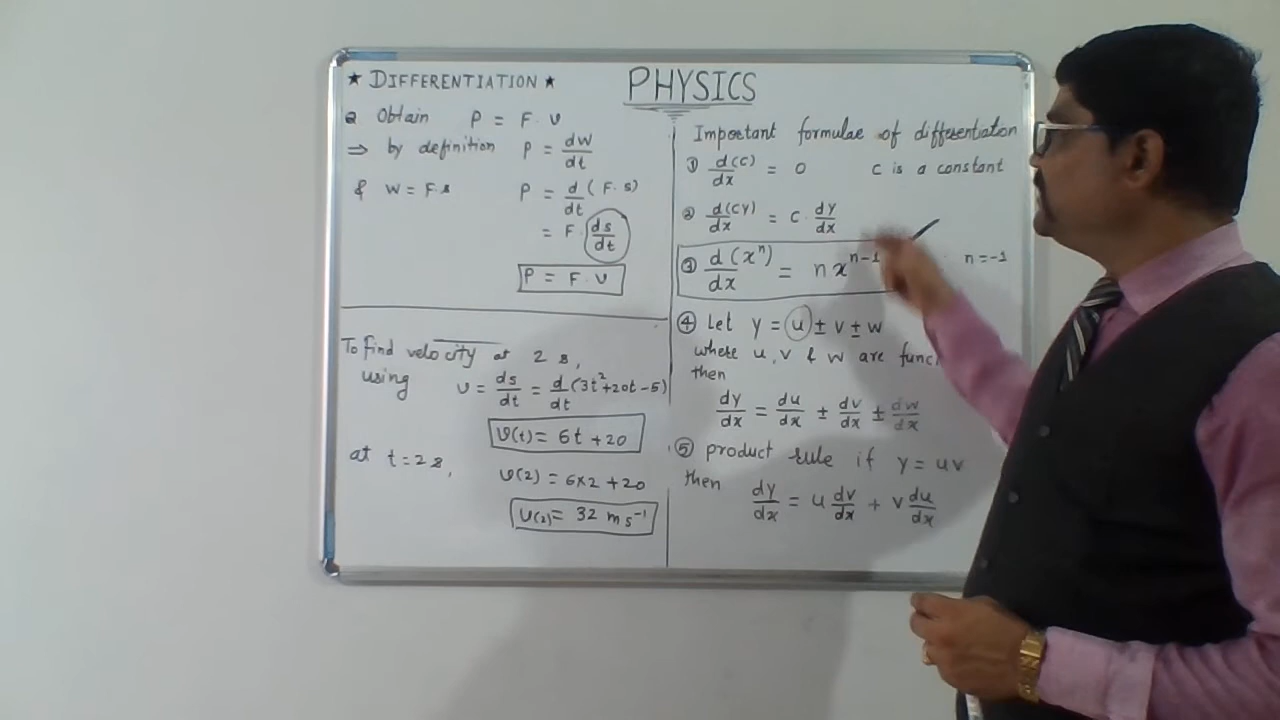 PHYSICS
★ DIFFERENTIATION ★
Q Obtain P = F . v
⇒ by definition P = dW/dt
& W = F.s P = d/dt (F.s)
= F . ds/dt
P = F . v
To find velocity at 2 s,
using v = ds/dt = d/dt (3t²+20t-5)
v(t) = 6t +20
at t=2s, v(2) = 6×2 +20
v(2) = 32 ms⁻¹
Important formulae of differentiation
① d(c)/dx = 0 c is a constant
② d(cy)/dx = c . dy/dx
③ d(xⁿ)/dx = n xⁿ⁻¹ n = -1
④ Let y = u ± v ± w
where u, v & w are func
then
dy/dx = du/dx ± dv/dx ± dw/dx
⑤ product rule if y = uv
then dy/dx = u dv/dx + v du/dx